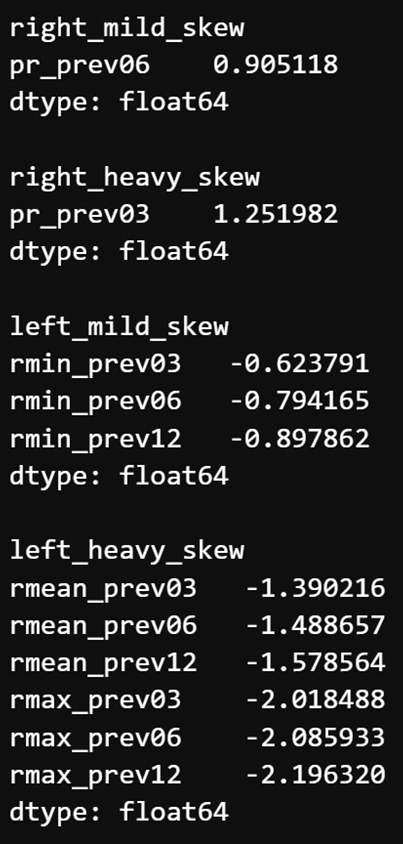 right_mild_skew
pr_prev06    0.905118
dtype: float64

right_heavy_skew
pr_prev03    1.251982
dtype: float64

left_mild_skew
rmin_prev03   -0.623791
rmin_prev06   -0.794165
rmin_prev12   -0.897862
dtype: float64

left_heavy_skew
rmean_prev03   -1.390216
rmean_prev06   -1.488657
rmean_prev12   -1.578564
rmax_prev03    -2.018488
rmax_prev06    -2.085933
rmax_prev12    -2.196320
dtype: float64